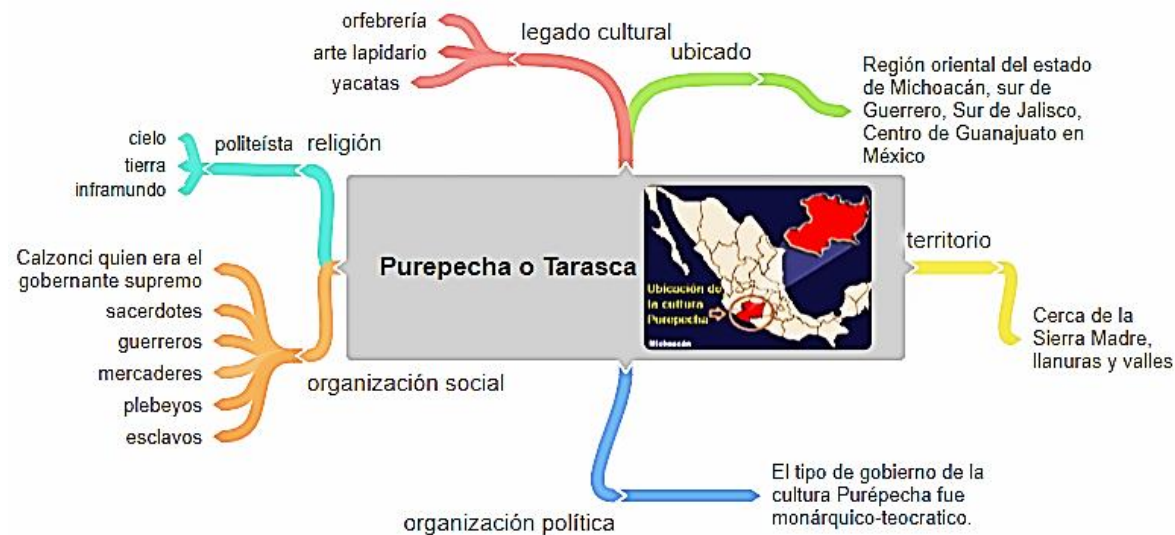 orfebrería
arte lapidario
yacatas
legado cultural
ubicado
Región oriental del estado
de Michoacán, sur de
Guerrero, Sur de Jalisco,
Centro de Guanajuato en
México
cielo
tierra
inframundo
politeísta
religión
Purepecha o Tarasca
Ubicación de
la cultura
Purepecha
Michoacán
territorio
Cerca de la
Sierra Madre,
llanuras y valles
Calzonci quien era el
gobernante supremo
sacerdotes
guerreros
mercaderes
plebeyos
esclavos
organización social
organización política
El tipo de gobierno de la
cultura Purépecha fue
monárquico-teocratico.